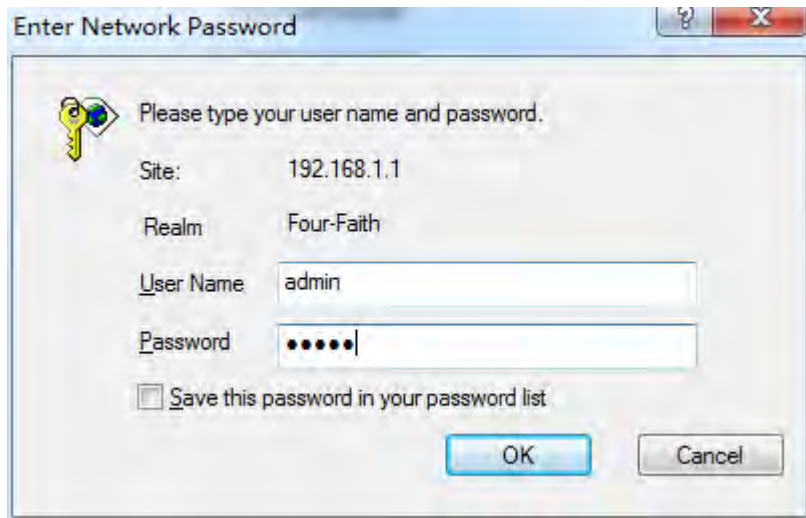 Enter Network Password
Please type your user name and password.
Site: 192.168.1.1
Realm Four-Faith
User Name admin
Password •••••
Save this password in your password list
OK Cancel